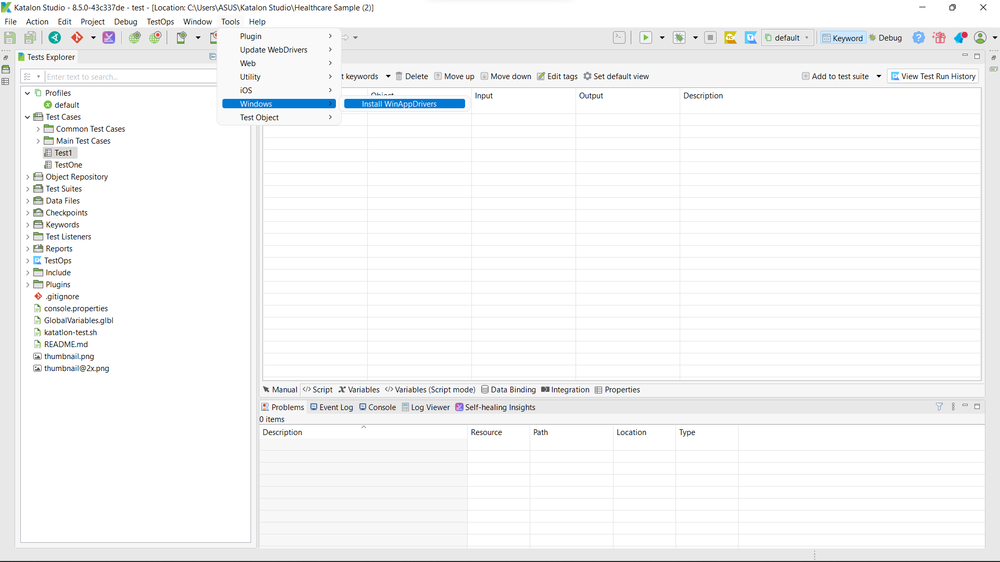 Katalon Studio - 8.5.0-43c337de - test - [Location: C:\Users\ASUS\Katalon Studio\Healthcare Sample (2)]
File Action Edit Project Debug TestOps Window Tools Help
default Keyword Debug
Plugin
Update WebDrivers
Web
Utility
iOS
Windows
Test Object
Install WinAppDrivers
Tests Explorer
Enter text to search...
Profiles
default
Test Cases
Common Test Cases
Main Test Cases
Test1
TestOne
Object Repository
Test Suites
Data Files
Checkpoints
Keywords
Test Listeners
Reports
TestOps
Include
Plugins
.gitignore
console.properties
GlobalVariables.glbl
katatlon-test.sh
README.md
thumbnail.png
thumbnail@2x.png
t keywords Delete Move up Move down Edit tags Set default view Add to test suite View Test Run History
Object Input Output Description
Manual Script Variables Variables (Script mode) Data Binding Integration Properties
Problems Event Log Console Log Viewer Self-healing Insights
0 items
Description Resource Path Location Type